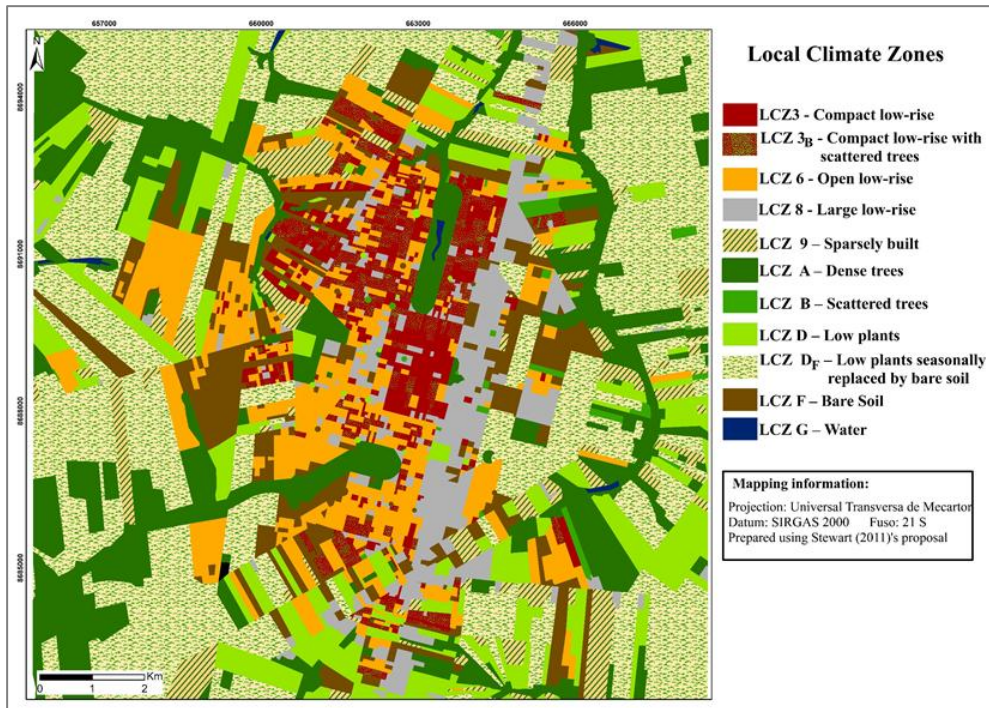 657000 660000 663000 666000
N
8694000
8691000
8688000
8685000
Km
0 1 2
Local Climate Zones
LCZ3 - Compact low-rise
LCZ 3B - Compact low-rise with
scattered trees
LCZ 6 - Open low-rise
LCZ 8 - Large low-rise
LCZ 9 – Sparsely built
LCZ A – Dense trees
LCZ B – Scattered trees
LCZ D – Low plants
LCZ DF – Low plants seasonally
replaced by bare soil
LCZ F – Bare Soil
LCZ G – Water
Mapping information:
Projection: Universal Transversa de Mecartor
Datum: SIRGAS 2000 Fuso: 21 S
Prepared using Stewart (2011)'s proposal